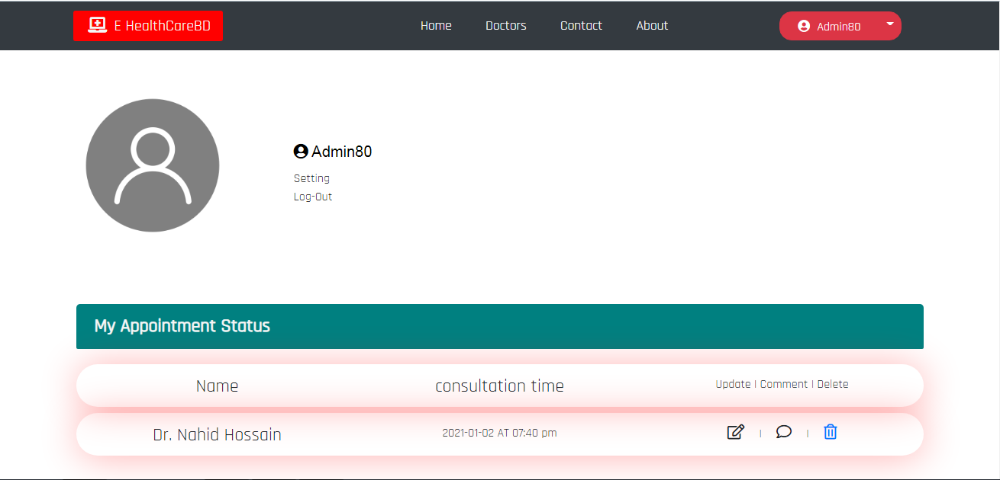 E HealthCareBD Home Doctors Contact About Admin80
Admin80
Setting
Log-Out
My Appointment Status
Name consultation time Update | Comment | Delete
Dr. Nahid Hossain 2021-01-02 AT 07:40 pm | |